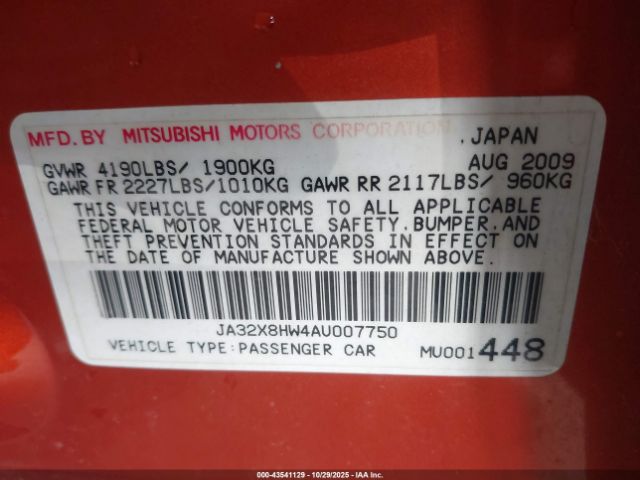 MFD. BY MITSUBISHI MOTORS CORPORATION . JAPAN
GVWR 4190LBS/ 1900KG AUG 2009
GAWR FR 2227LBS/1010KG GAWR RR 2117LBS/ 960KG
THIS VEHICLE CONFORMS TO ALL APPLICABLE
FEDERAL MOTOR VEHICLE SAFETY.BUMPER.AND
THEFT PREVENTION STANDARDS IN EFFECT ON
THE DATE OF MANUFACTURE SHOWN ABOVE.
JA32X8HW4AU007750
VEHICLE TYPE:PASSENGER CAR MU001448
000-43541129 - 10/29/2025 - IAAI, Inc.